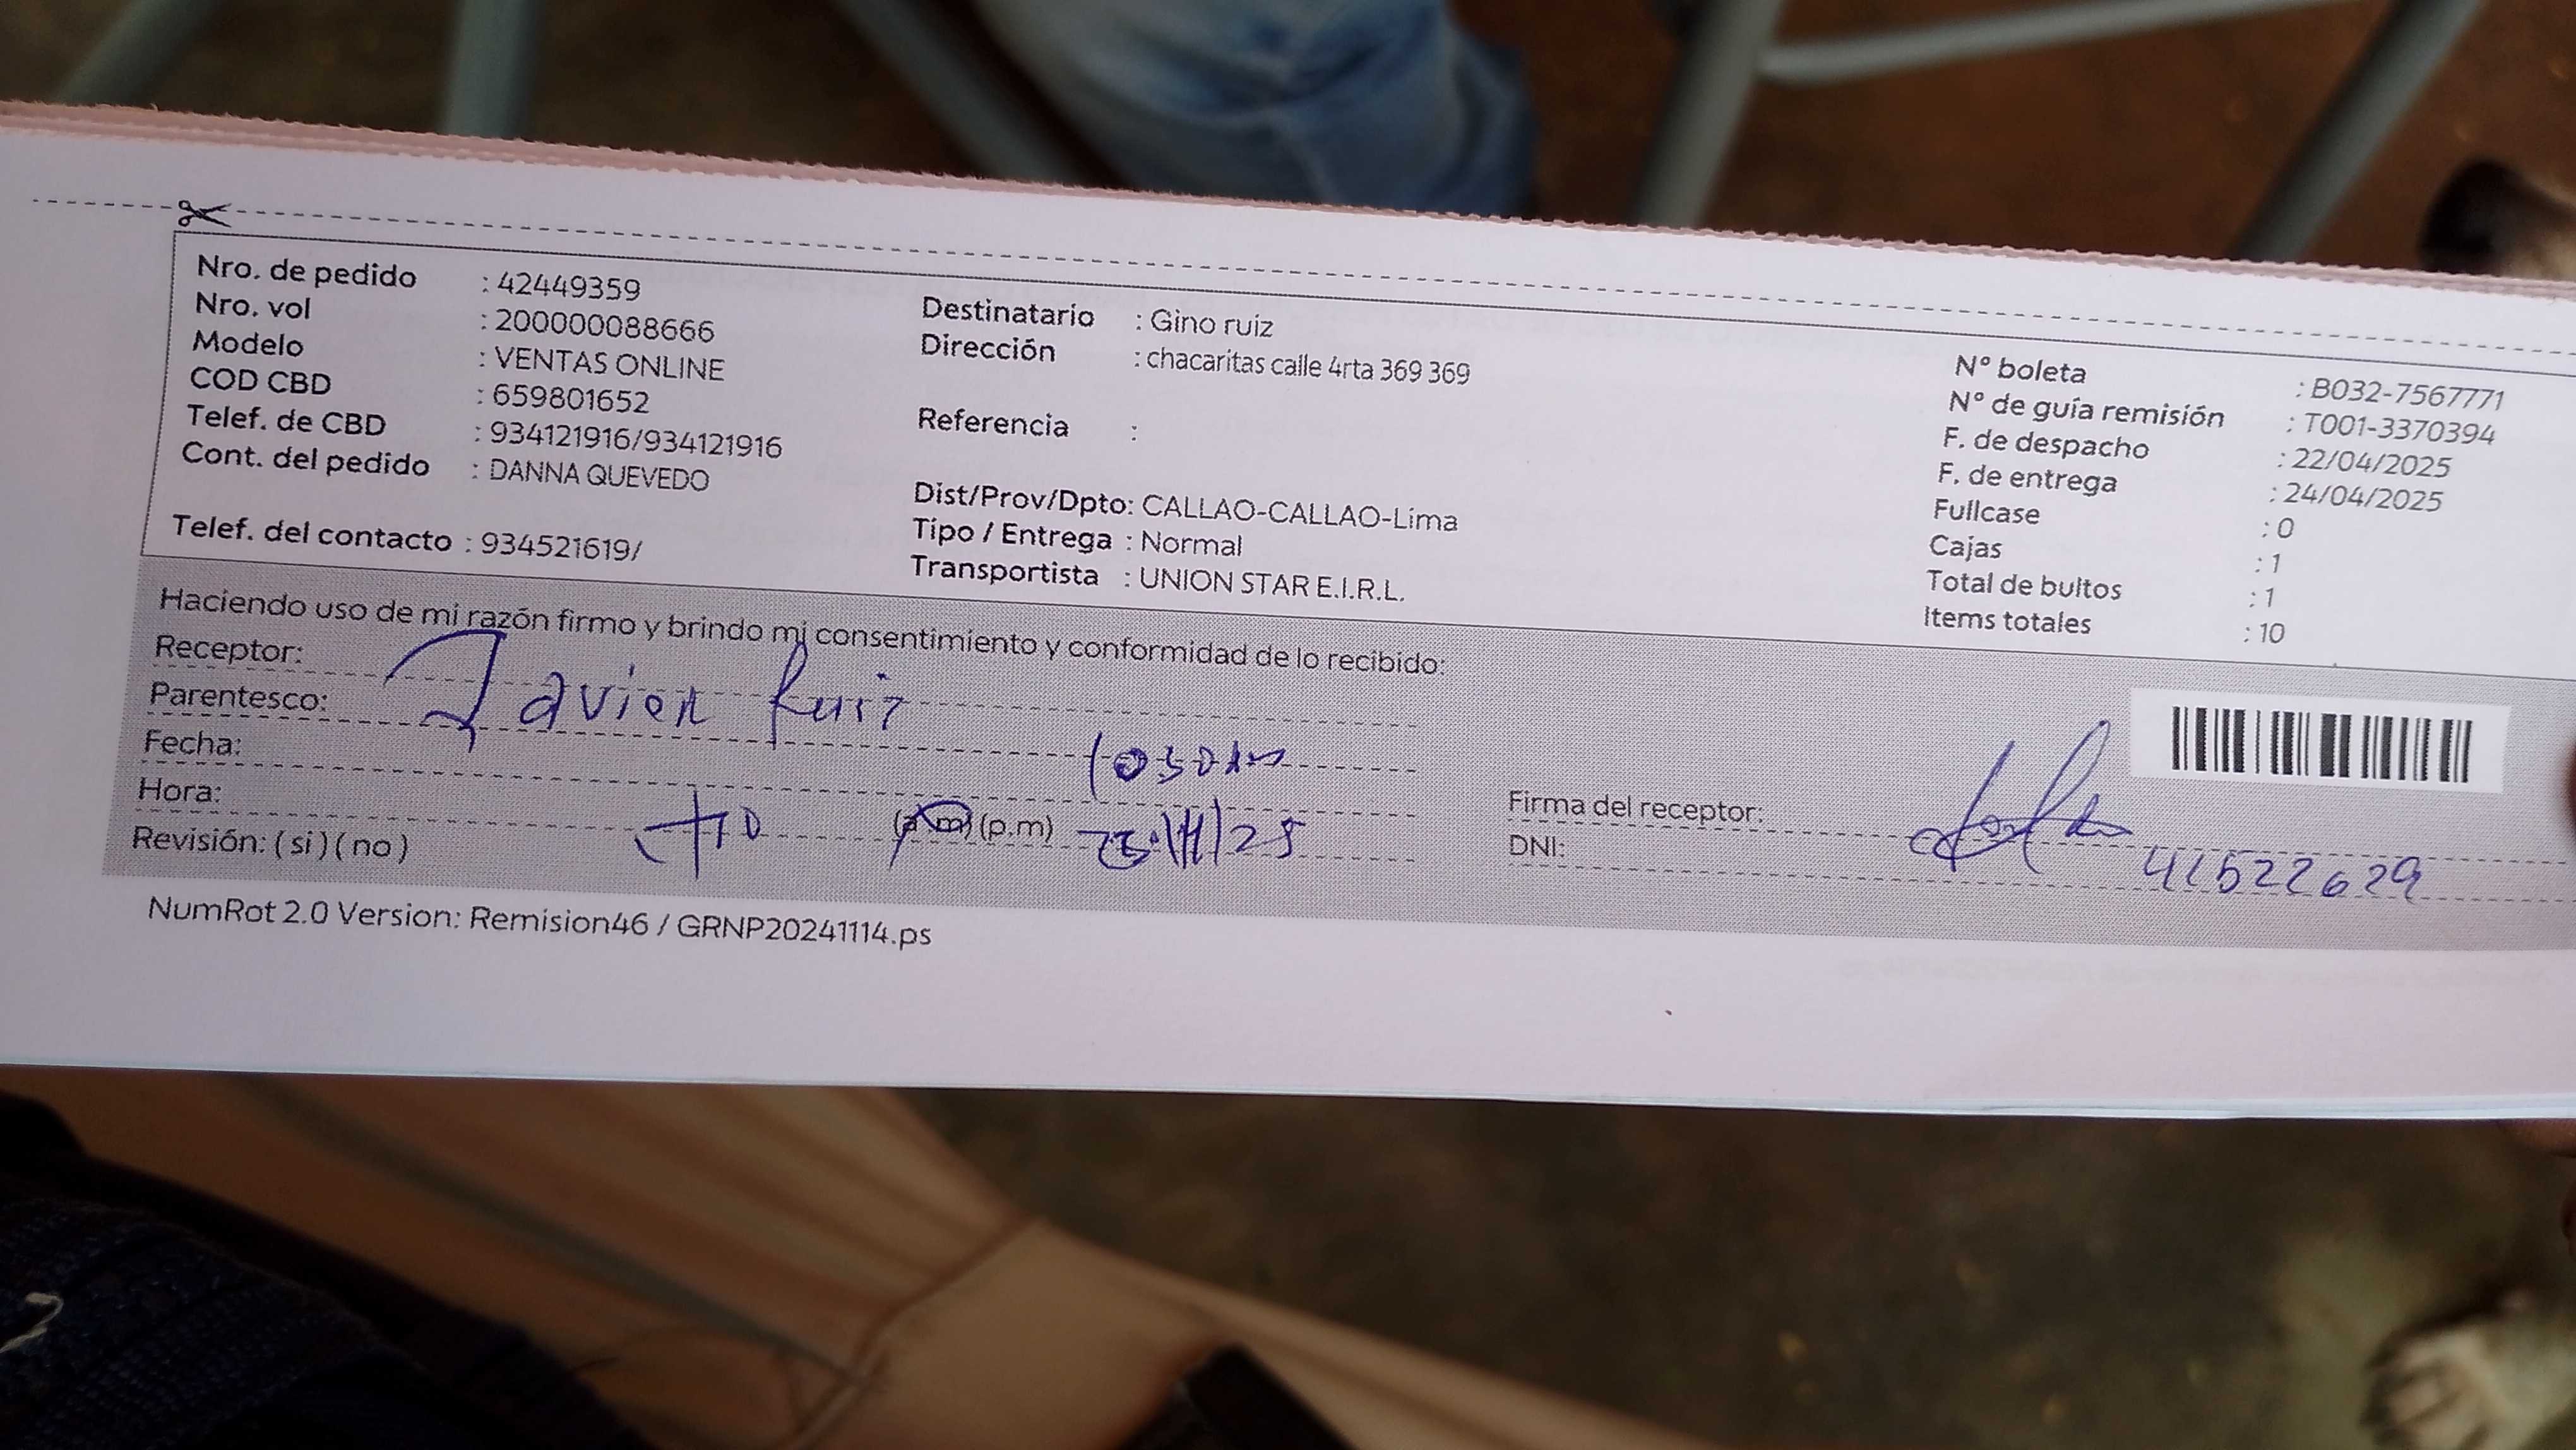 Nro. de pedido : 42449359
Nro. vol : 200000088666
Modelo : VENTAS ONLINE
COD CBD : 659801652
Telef. de CBD : 934121916/934121916
Cont. del pedido : DANNA QUEVEDO
Telef. del contacto : 934521619/
Destinatario : Gino ruiz
Dirección : chacaritas calle 4rta 369 369
Referencia :
Dist/Prov/Dpto: CALLAO-CALLAO-Lima
Tipo / Entrega : Normal
Transportista : UNION STAR E.I.R.L.
N° boleta : B032-7567771
N° de guía remisión : T001-3370394
F. de despacho : 22/04/2025
F. de entrega : 24/04/2025
Fullcase : 0
Cajas : 1
Total de bultos : 1
Items totales : 10
Haciendo uso de mi razón firmo y brindo mi consentimiento y conformidad de lo recibido:
Receptor: Javier Ruiz
Parentesco:
Fecha:
Hora: (a.m) (p.m)
Revisión: ( si ) ( no )
Firma del receptor:
DNI: 41522629
NumRot 2.0 Version: Remision46 / GRNP20241114.ps